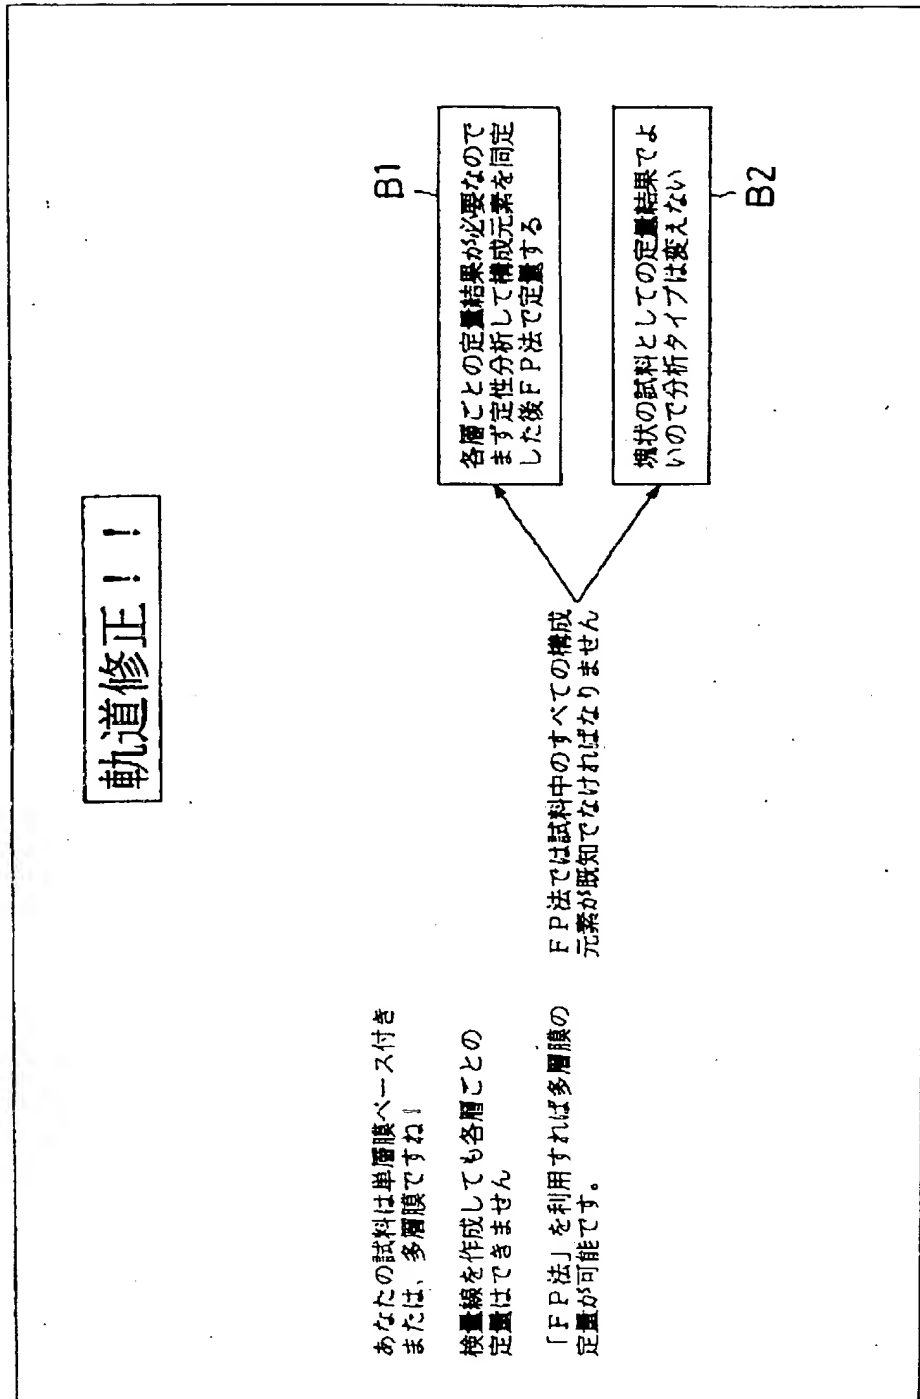 軌道修正!!
あなたの試料は単層膜ベース付き
または、多層膜ですね!
検量線を作成しても各層ごとの
定量はできません
「FP法」を利用すれば多層膜の
定量が可能です。
FP法では試料中のすべての構成
元素が既知でなければなりません
B1
各層ごとの定量結果が必要なので
まず定性分析して構成元素を同定
した後FP法で定量する
塊状の試料としての定量結果でよ
いので分析タイプは変えない
B2